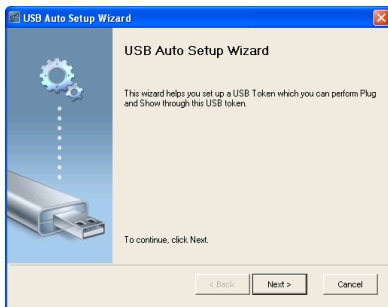 USB Auto Setup Wizard
USB Auto Setup Wizard
This wizard helps you set up a USB Token which you can perform Plug
and Show through this USB token.
To continue, click Next.
< Back
Next >
Cancel